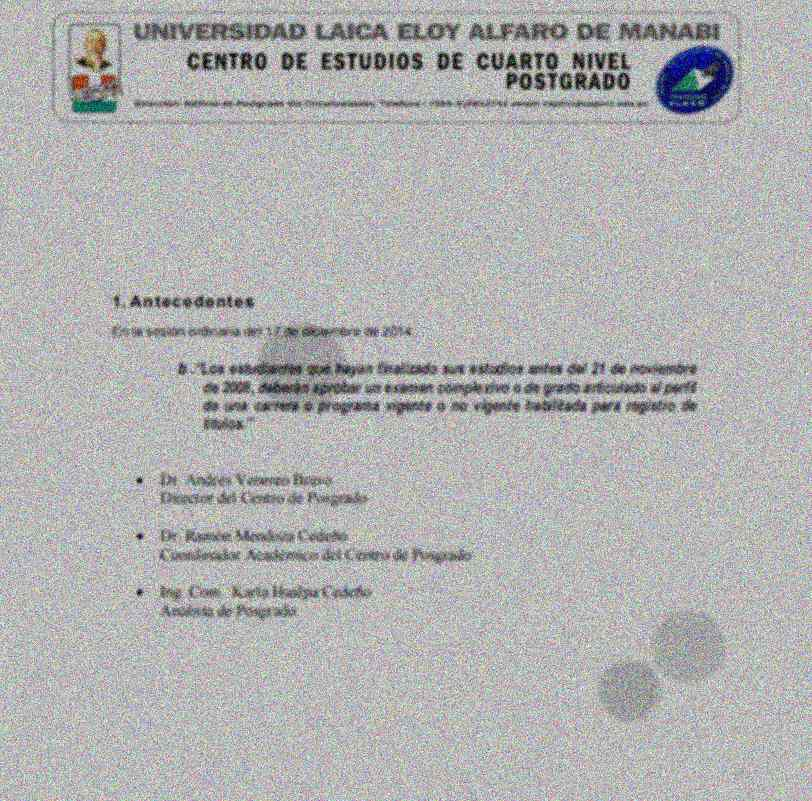 UNIVERSIDAD LAICA ELOY ALFARO DE MANABI
CENTRO DE ESTUDIOS DE CUARTO NIVEL
POSTGRADO
1. Antecedentes
En la sesión ordinaria del 17 de diciembre de 2014
b. "Los estudiantes que hayan finalizado sus estudios antes del 21 de noviembre
de 2008, deberán aprobar un examen complexivo o de grado articulado al perfil
de una carrera o programa vigente o no vigente habilitada para registro de
títulos."
• Dr. Andrés Venereo Bravo
Director del Centro de Posgrado
• Dr. Ramón Mendoza Cedeño
Coordinador Académico del Centro de Posgrado
• Ing. Com. Karla Hualpa Cedeño
Analista de Posgrado